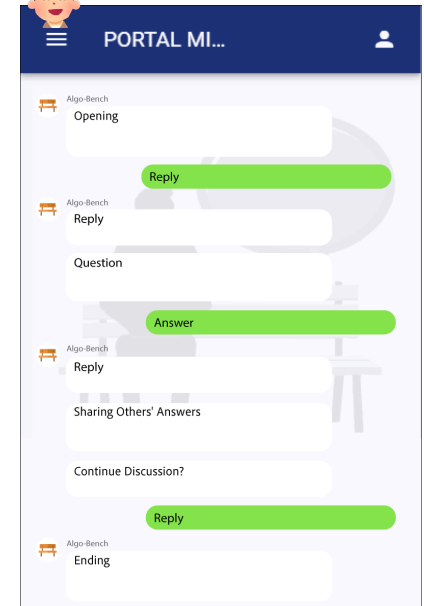 PORTAL MI...
Algo-Bench
Opening
Reply
Algo-Bench
Reply
Question
Answer
Algo-Bench
Reply
Sharing Others' Answers
Continue Discussion?
Reply
Algo-Bench
Ending